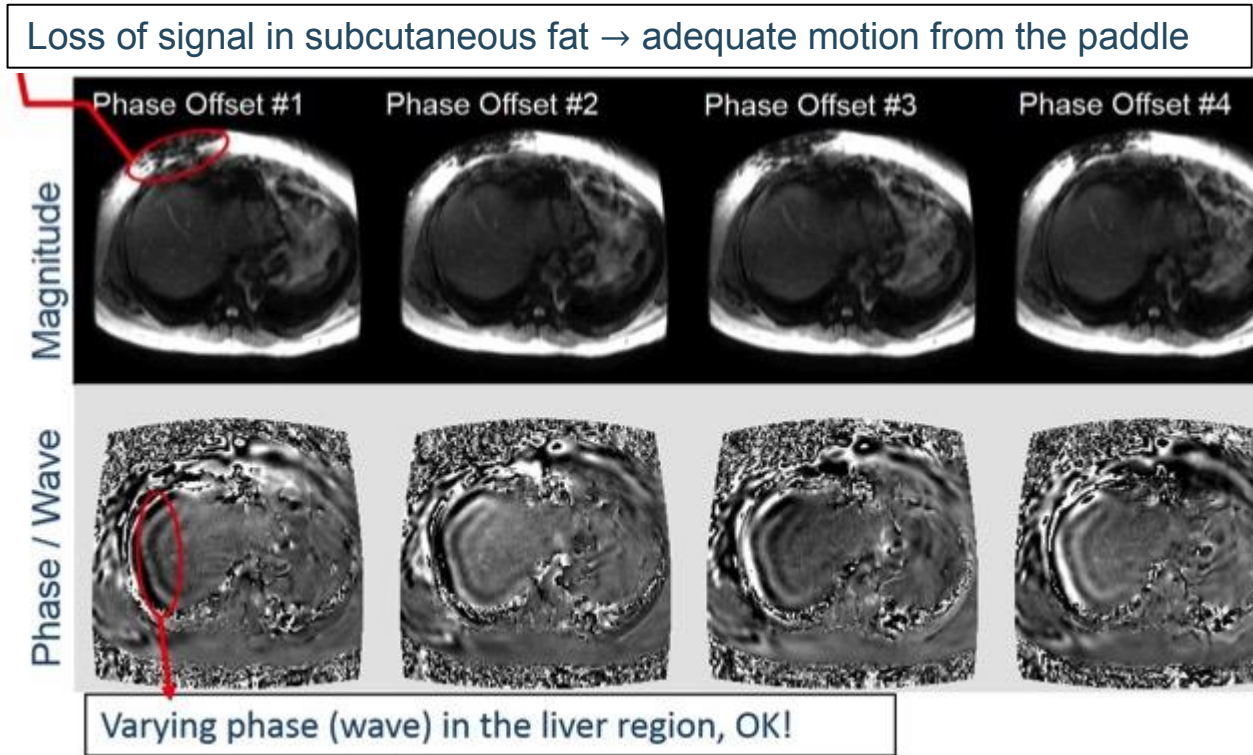 Loss of signal in subcutaneous fat → adequate motion from the paddle
Phase Offset #1
Phase Offset #2
Phase Offset #3
Phase Offset #4
Magnitude
Phase / Wave
Varying phase (wave) in the liver region, OK!